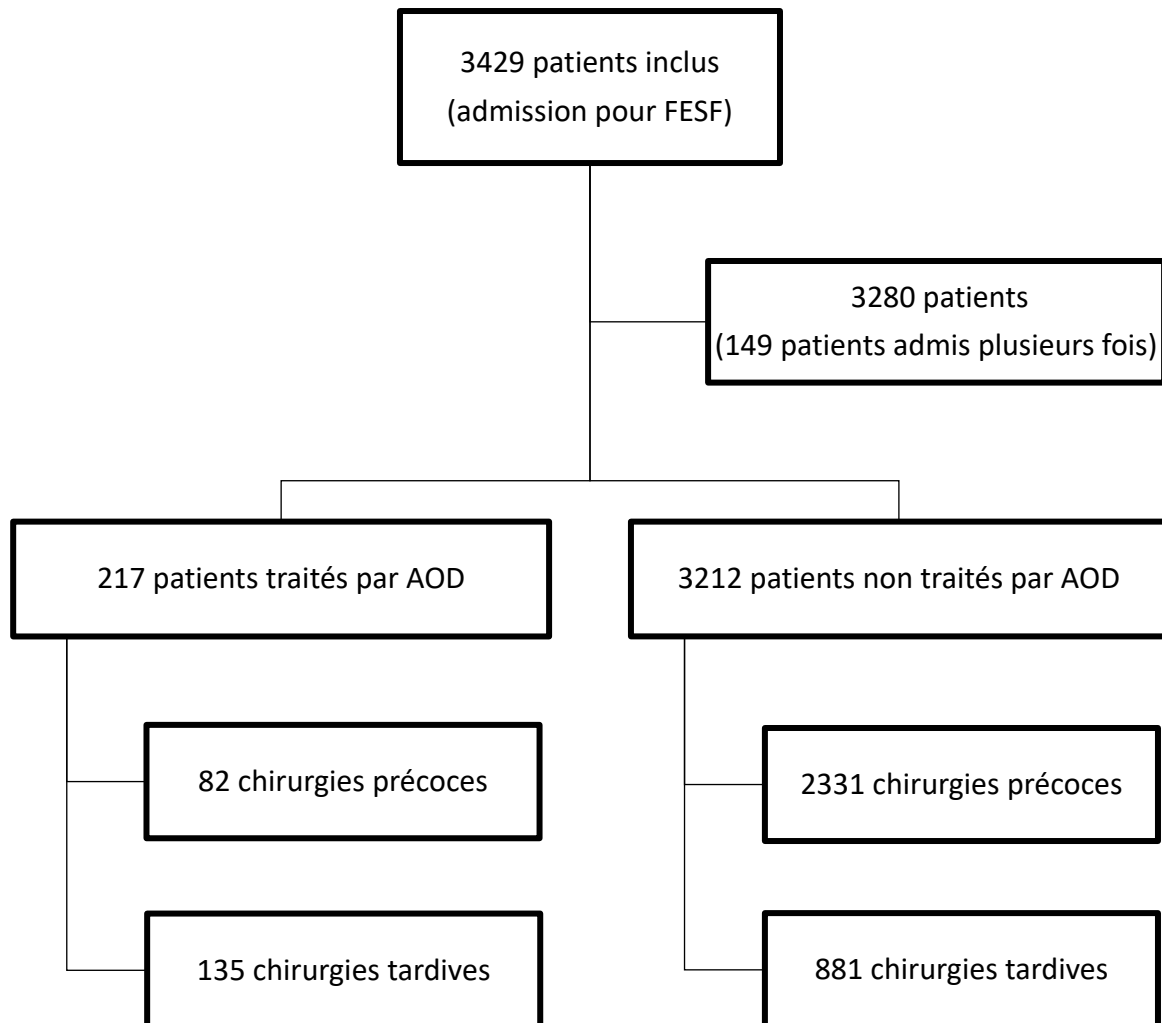 3429 patients inclus
(admission pour FESF)
3280 patients
(149 patients admis plusieurs fois)
217 patients traités par AOD
3212 patients non traités par AOD
82 chirurgies précoces
2331 chirurgies précoces
135 chirurgies tardives
881 chirurgies tardives